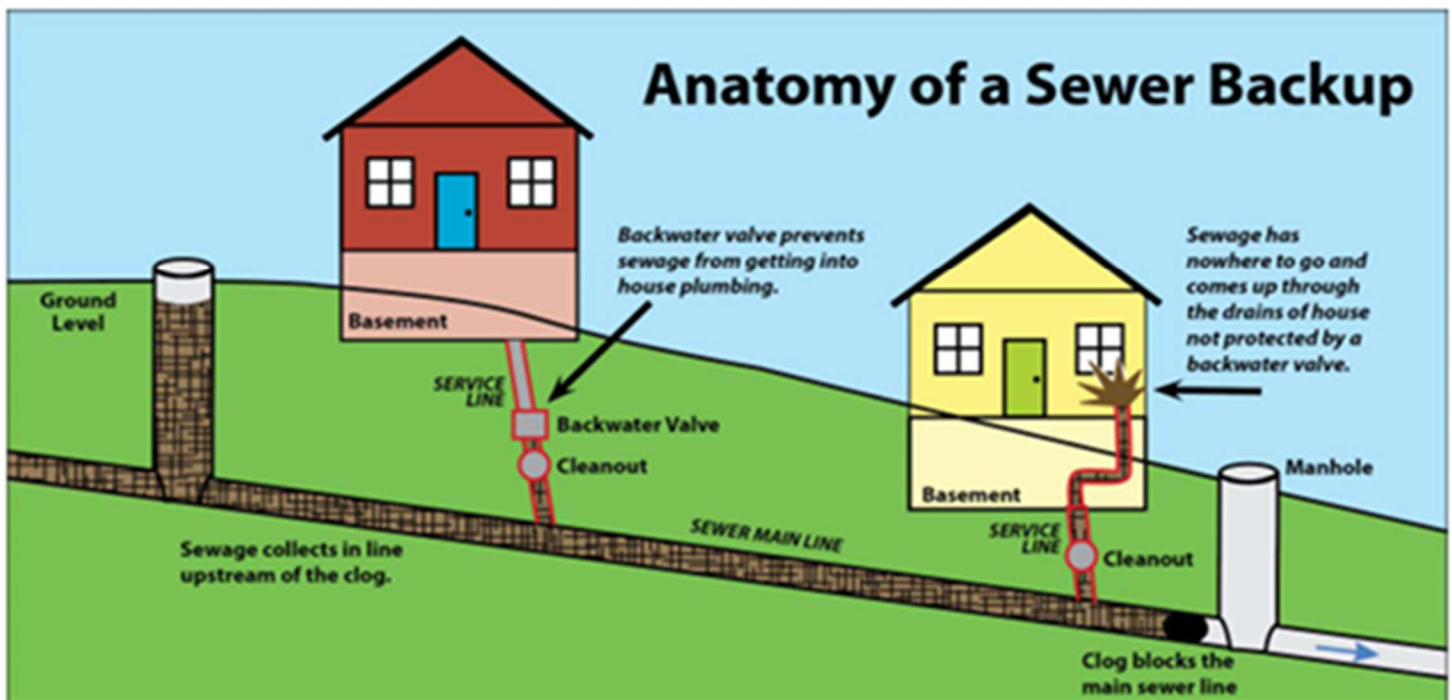 Anatomy of a Sewer Backup
Ground
Level
Basement
Backwater valve prevents
sewage from getting into
house plumbing.
SERVICE
LINE
Backwater Valve
Cleanout
Sewage collects in line
upstream of the clog.
SEWER MAIN LINE
Sewage has
nowhere to go and
comes up through
the drains of house
not protected by a
backwater valve.
Basement
SERVICE
LINE
Cleanout
Manhole
Clog blocks the
main sewer line